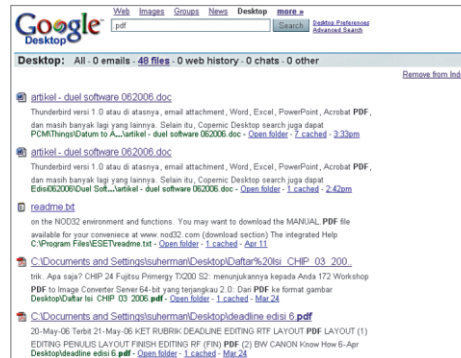 Web Images Groups News Desktop more »
Google Desktop
.pdf Search Desktop Preferences
Advanced Search
Desktop: All - 0 emails - 48 files - 0 web history - 0 chats - 0 other
Remove from Ind
artikel - duel software 062006.doc
Thunderbird versi 1.0 atau di atasnya, email attachment, Word, Excel, PowerPoint, Acrobat PDF,
dan masih banyak lagi yang lainnya. Selain itu, Copernic Desktop search juga dapat
PCM\Things\Datum to A...\artikel - duel software 062006.doc - Open folder - 7 cached - 3:33pm
artikel - duel software 062006.doc
Thunderbird versi 1.0 atau di atasnya, email attachment, Word, Excel, PowerPoint, Acrobat PDF,
dan masih banyak lagi yang lainnya. Selain itu, Copernic Desktop search juga dapat
Edisi062006\Duel Soft...\artikel - duel software 062006.doc - Open folder - 1 cached - 2:42pm
readme.txt
on the NOD32 environment and functions. You may want to download the MANUAL, PDF file
available for your conveniece at www.nod32.com (download section) The integrated Help
C:\Program Files\ESET\readme.txt - Open folder - 1 cached - Apr 11
C:\Documents and Settings\suherman\Desktop\Daftar%20Isi_CHIP_03_200..
trik. Apa saja? CHIP 24 Fujitsu Primergy TX200 S2: menunjukkannya kepada Anda 172 Workshop
PDF to Image Converter Server 64-bit yang terjangkau 2.0: Dari PDF ke format gambar
Desktop\Daftar Isi_CHIP_03_2006.pdf - Open folder - 1 cached - Mar 24
C:\Documents and Settings\suherman\Desktop\deadline edisi 6.pdf
20-May-06 Terbit 21-May-06 KET RUBRIK DEADLINE EDITING RTF LAYOUT PDF LAYOUT (1)
EDITING PENULIS LAYOUT FINISH EDITING RF (FIN) PDF (2) BW CANON Know How 6-Apr
Desktop\deadline edisi 6.pdf - Open folder - 1 cached - Mar 24